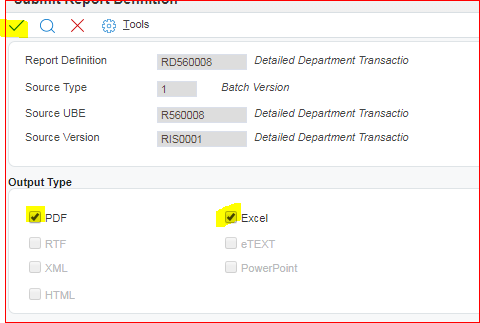 Submit Report Definition
Tools
Report Definition RD560008 Detailed Department Transactio
Source Type 1 Batch Version
Source UBE R560008 Detailed Department Transactio
Source Version RIS0001 Detailed Department Transactio
Output Type
PDF Excel
RTF eTEXT
XML PowerPoint
HTML